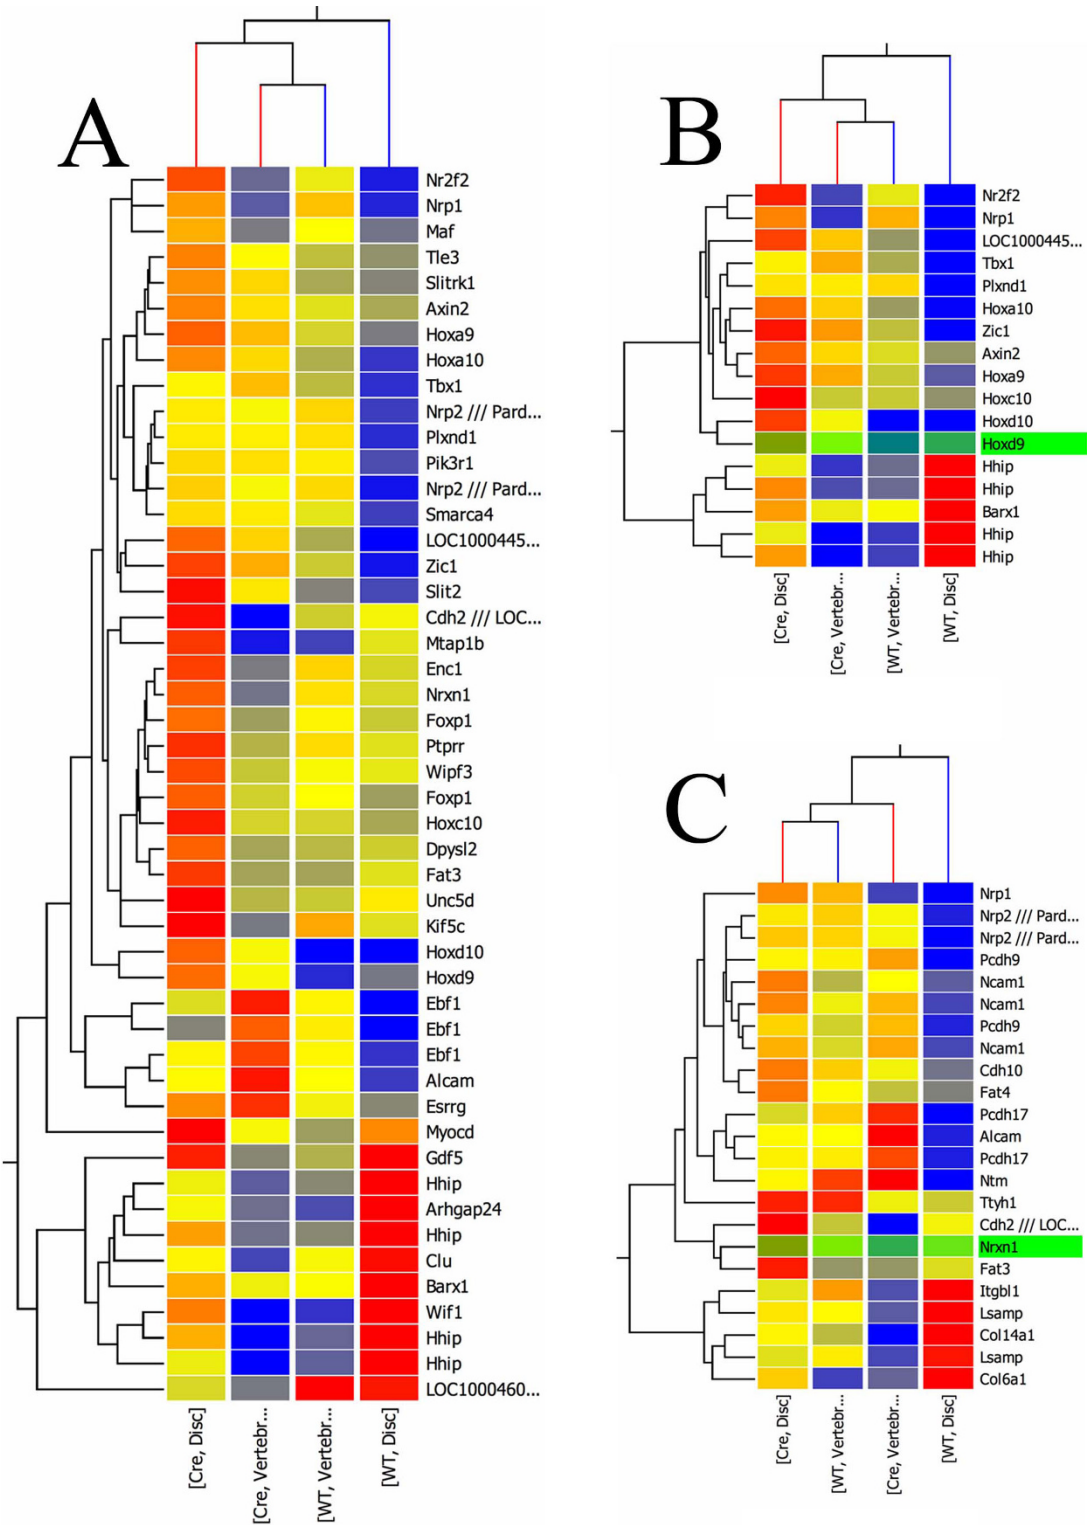 A
Nr2f2
Nrp1
Maf
Tle3
Slitrk1
Axin2
Hoxa9
Hoxa10
Tbx1
Nrp2 /// Pard...
Plxnd1
Pik3r1
Nrp2 /// Pard...
Smarca4
LOC1000445...
Zic1
Slit2
Cdh2 /// LOC...
Mtap1b
Enc1
Nrxn1
Foxp1
Ptprr
Wipf3
Foxp1
Hoxc10
Dpysl2
Fat3
Unc5d
Kif5c
Hoxd10
Hoxd9
Ebf1
Ebf1
Ebf1
Alcam
Esrrg
Myocd
Gdf5
Hhip
Arhgap24
Hhip
Clu
Barx1
Wif1
Hhip
Hhip
LOC1000460...
[Cre, Disc]
[Cre, Vertebr...
[WT, Vertebr...
[WT, Disc]
B
Nr2f2
Nrp1
LOC1000445...
Tbx1
Plxnd1
Hoxa10
Zic1
Axin2
Hoxa9
Hoxc10
Hoxd10
Hoxd9
Hhip
Hhip
Barx1
Hhip
Hhip
[Cre, Disc]
[Cre, Vertebr...
[WT, Vertebr...
[WT, Disc]
C
Nrp1
Nrp2 /// Pard...
Nrp2 /// Pard...
Pcdh9
Ncam1
Ncam1
Pcdh9
Ncam1
Cdh10
Fat4
Pcdh17
Alcam
Pcdh17
Ntm
Ttyh1
Cdh2 /// LOC...
Nrxn1
Fat3
Itgbl1
Lsamp
Col14a1
Lsamp
Col6a1
[Cre, Disc]
[WT, Vertebr...
[Cre, Vertebr...
[WT, Disc]